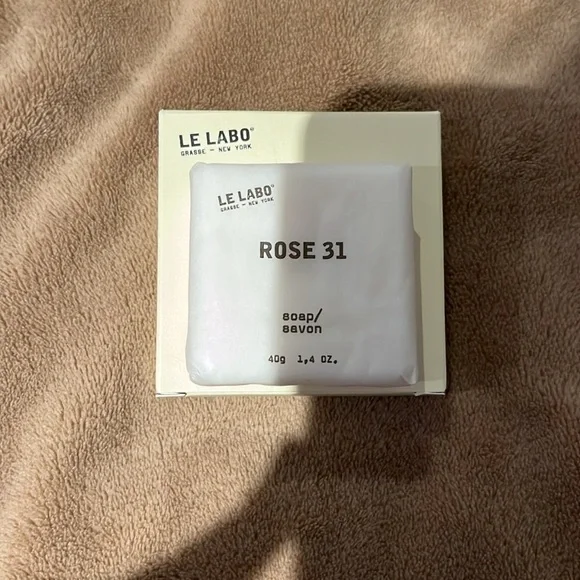 LE LABO®
GRASSE — NEW YORK
LE LABO®
GRASSE — NEW YORK
ROSE 31
soap/
savon
40g 1,4 OZ.